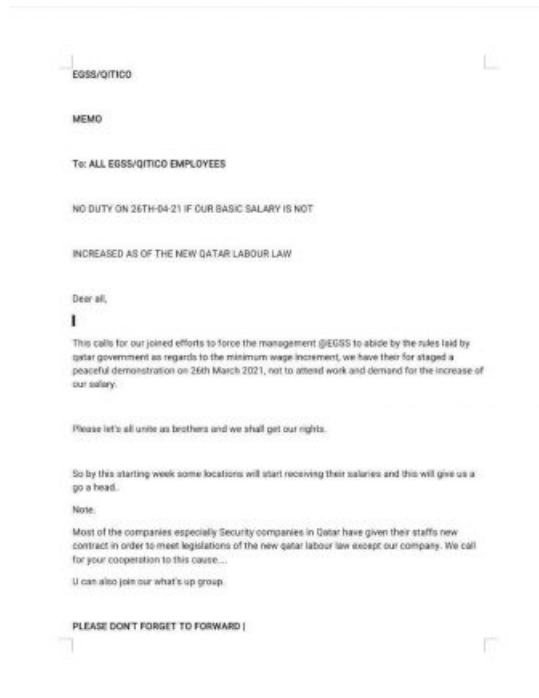 EGSS/QITICO
MEMO
To: ALL EGSS/QITICO EMPLOYEES
NO DUTY ON 26TH-04-21 IF OUR BASIC SALARY IS NOT
INCREASED AS OF THE NEW QATAR LABOUR LAW
Dear all,
This calls for our joined efforts to force the management @EGSS to abide by the rules laid by
qatar government as regards to the minimum wage increment, we have their for staged a
peaceful demonstration on 26th March 2021, not to attend work and demand for the increase of
our salary.
Please let's all unite as brothers and we shall get our rights.
So by this starting week some locations will start receiving their salaries and this will give us a
go a head.
Note.
Most of the companies especially Security companies in Qatar have given their staffs new
contract in order to meet legislations of the new qatar labour law except our company. We call
for your cooperation to this cause....
U can also join our what's up group.
PLEASE DON'T FORGET TO FORWARD |